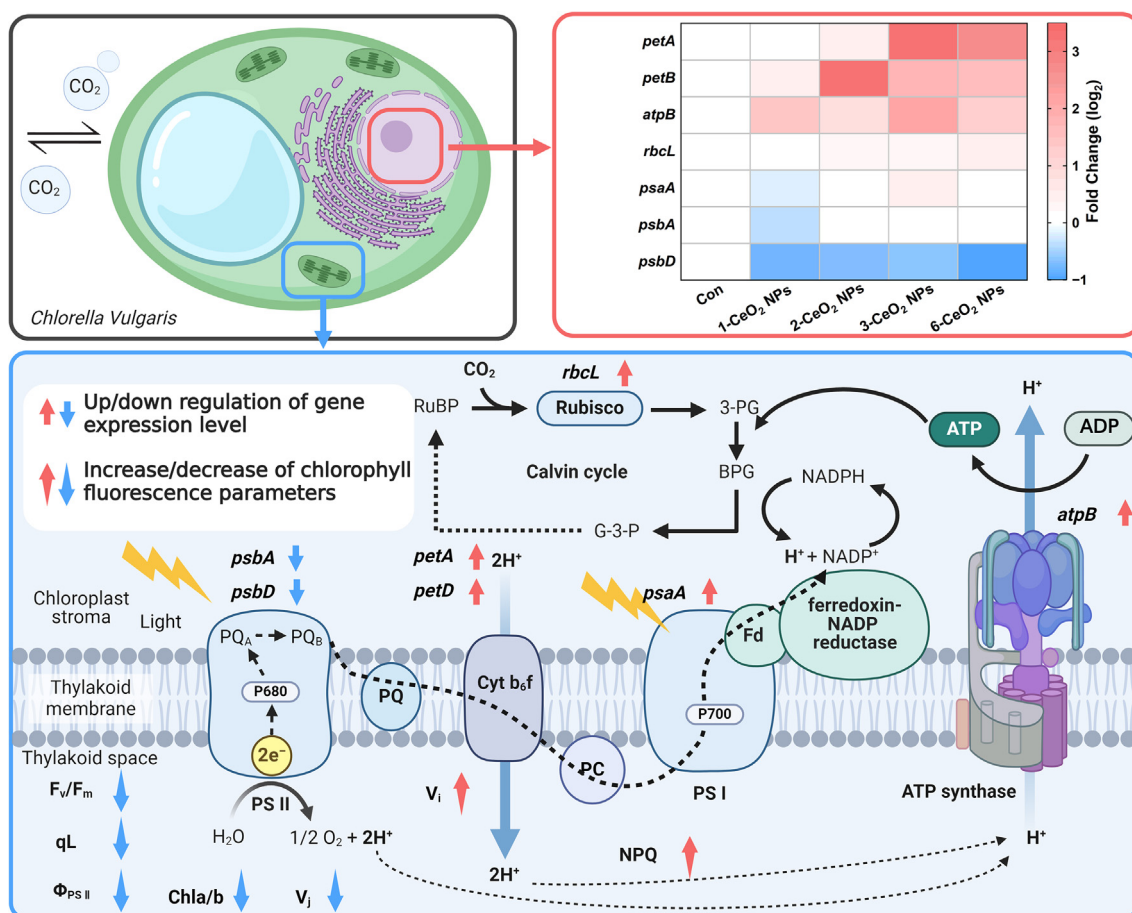 CO₂
CO₂
Chlorella Vulgaris
petA
petB
atpB
rbcL
psaA
psbA
psbD
Con
1-CeO₂ NPs
2-CeO₂ NPs
3-CeO₂ NPs
6-CeO₂ NPs
3
2
1
0
−1
Fold Change (log₂)
Up/down regulation of gene
expression level
Increase/decrease of chlorophyll
fluorescence parameters
CO₂
rbcL
RuBP
Rubisco
3-PG
Calvin cycle
BPG
G-3-P
NADPH
H⁺ + NADP⁺
ATP
ADP
H⁺
atpB
psbA
psbD
petA
petD
2H⁺
psaA
Chloroplast
stroma
Light
PQ_A
PQ_B
P680
2e⁻
PS II
Thylakoid
membrane
Thylakoid space
PQ
Cyt b₆f
PC
P700
PS I
Fd
ferredoxin-
NADP
reductase
ATP synthase
H⁺
Fᵥ/Fₘ
qL
Φ_PS II
H₂O
1/2 O₂ + 2H⁺
Chla/b
Vⱼ
Vᵢ
2H⁺
NPQ